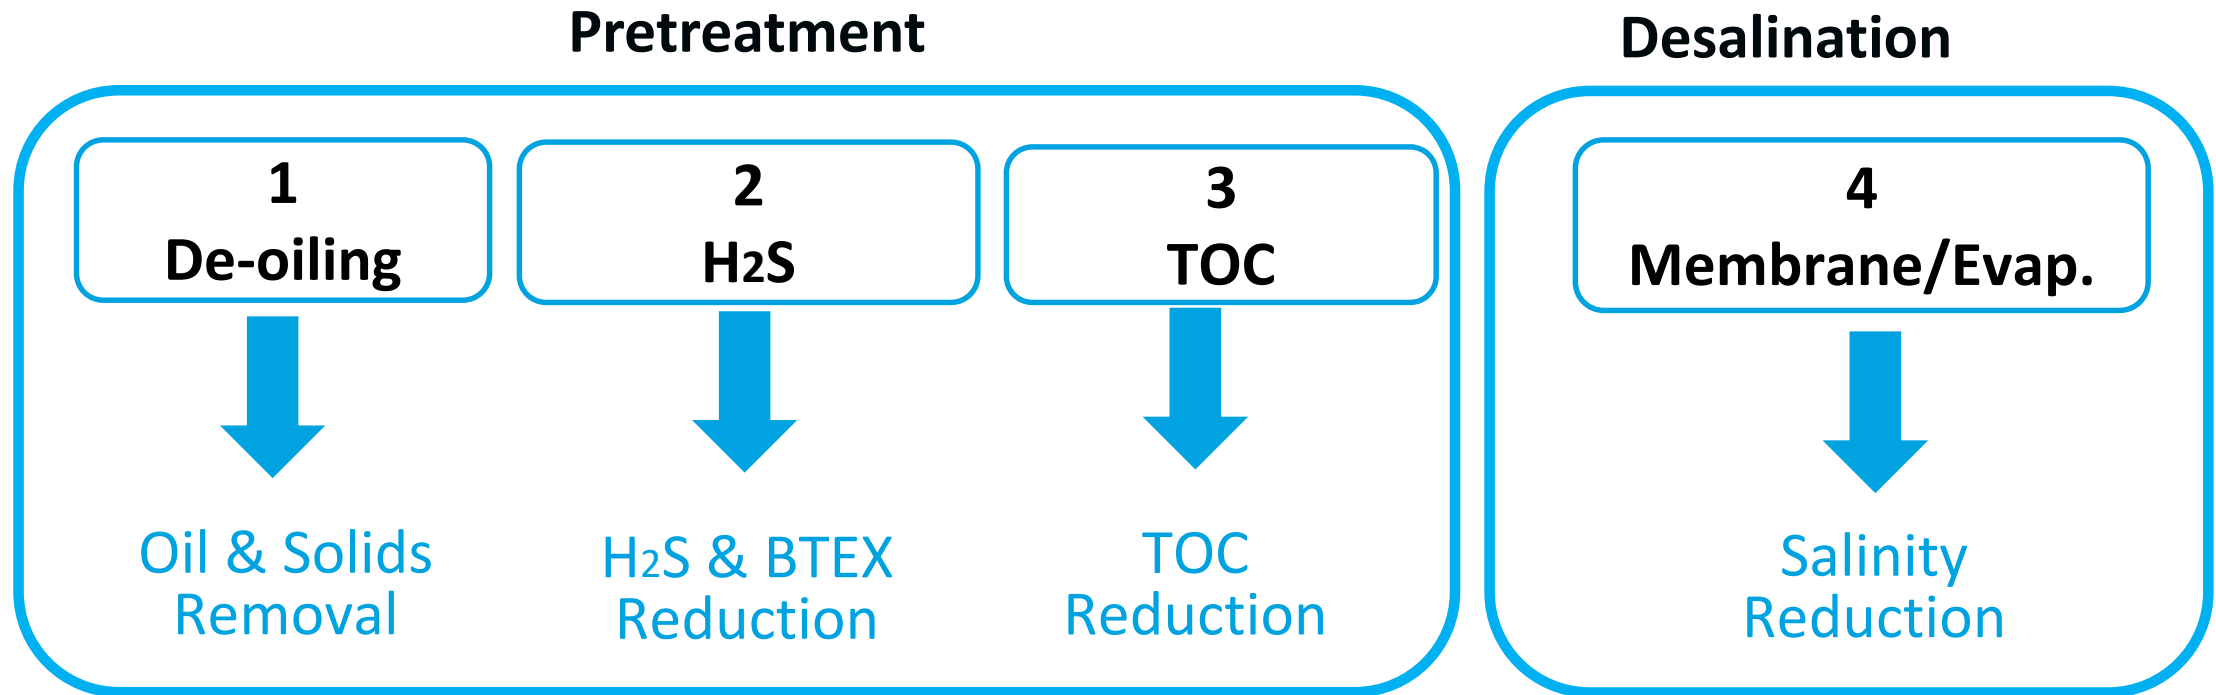 Pretreatment
1
De-oiling
Oil & Solids
Removal
2
H2S
H2S & BTEX
Reduction
3
TOC
TOC
Reduction
Desalination
4
Membrane/Evap.
Salinity
Reduction